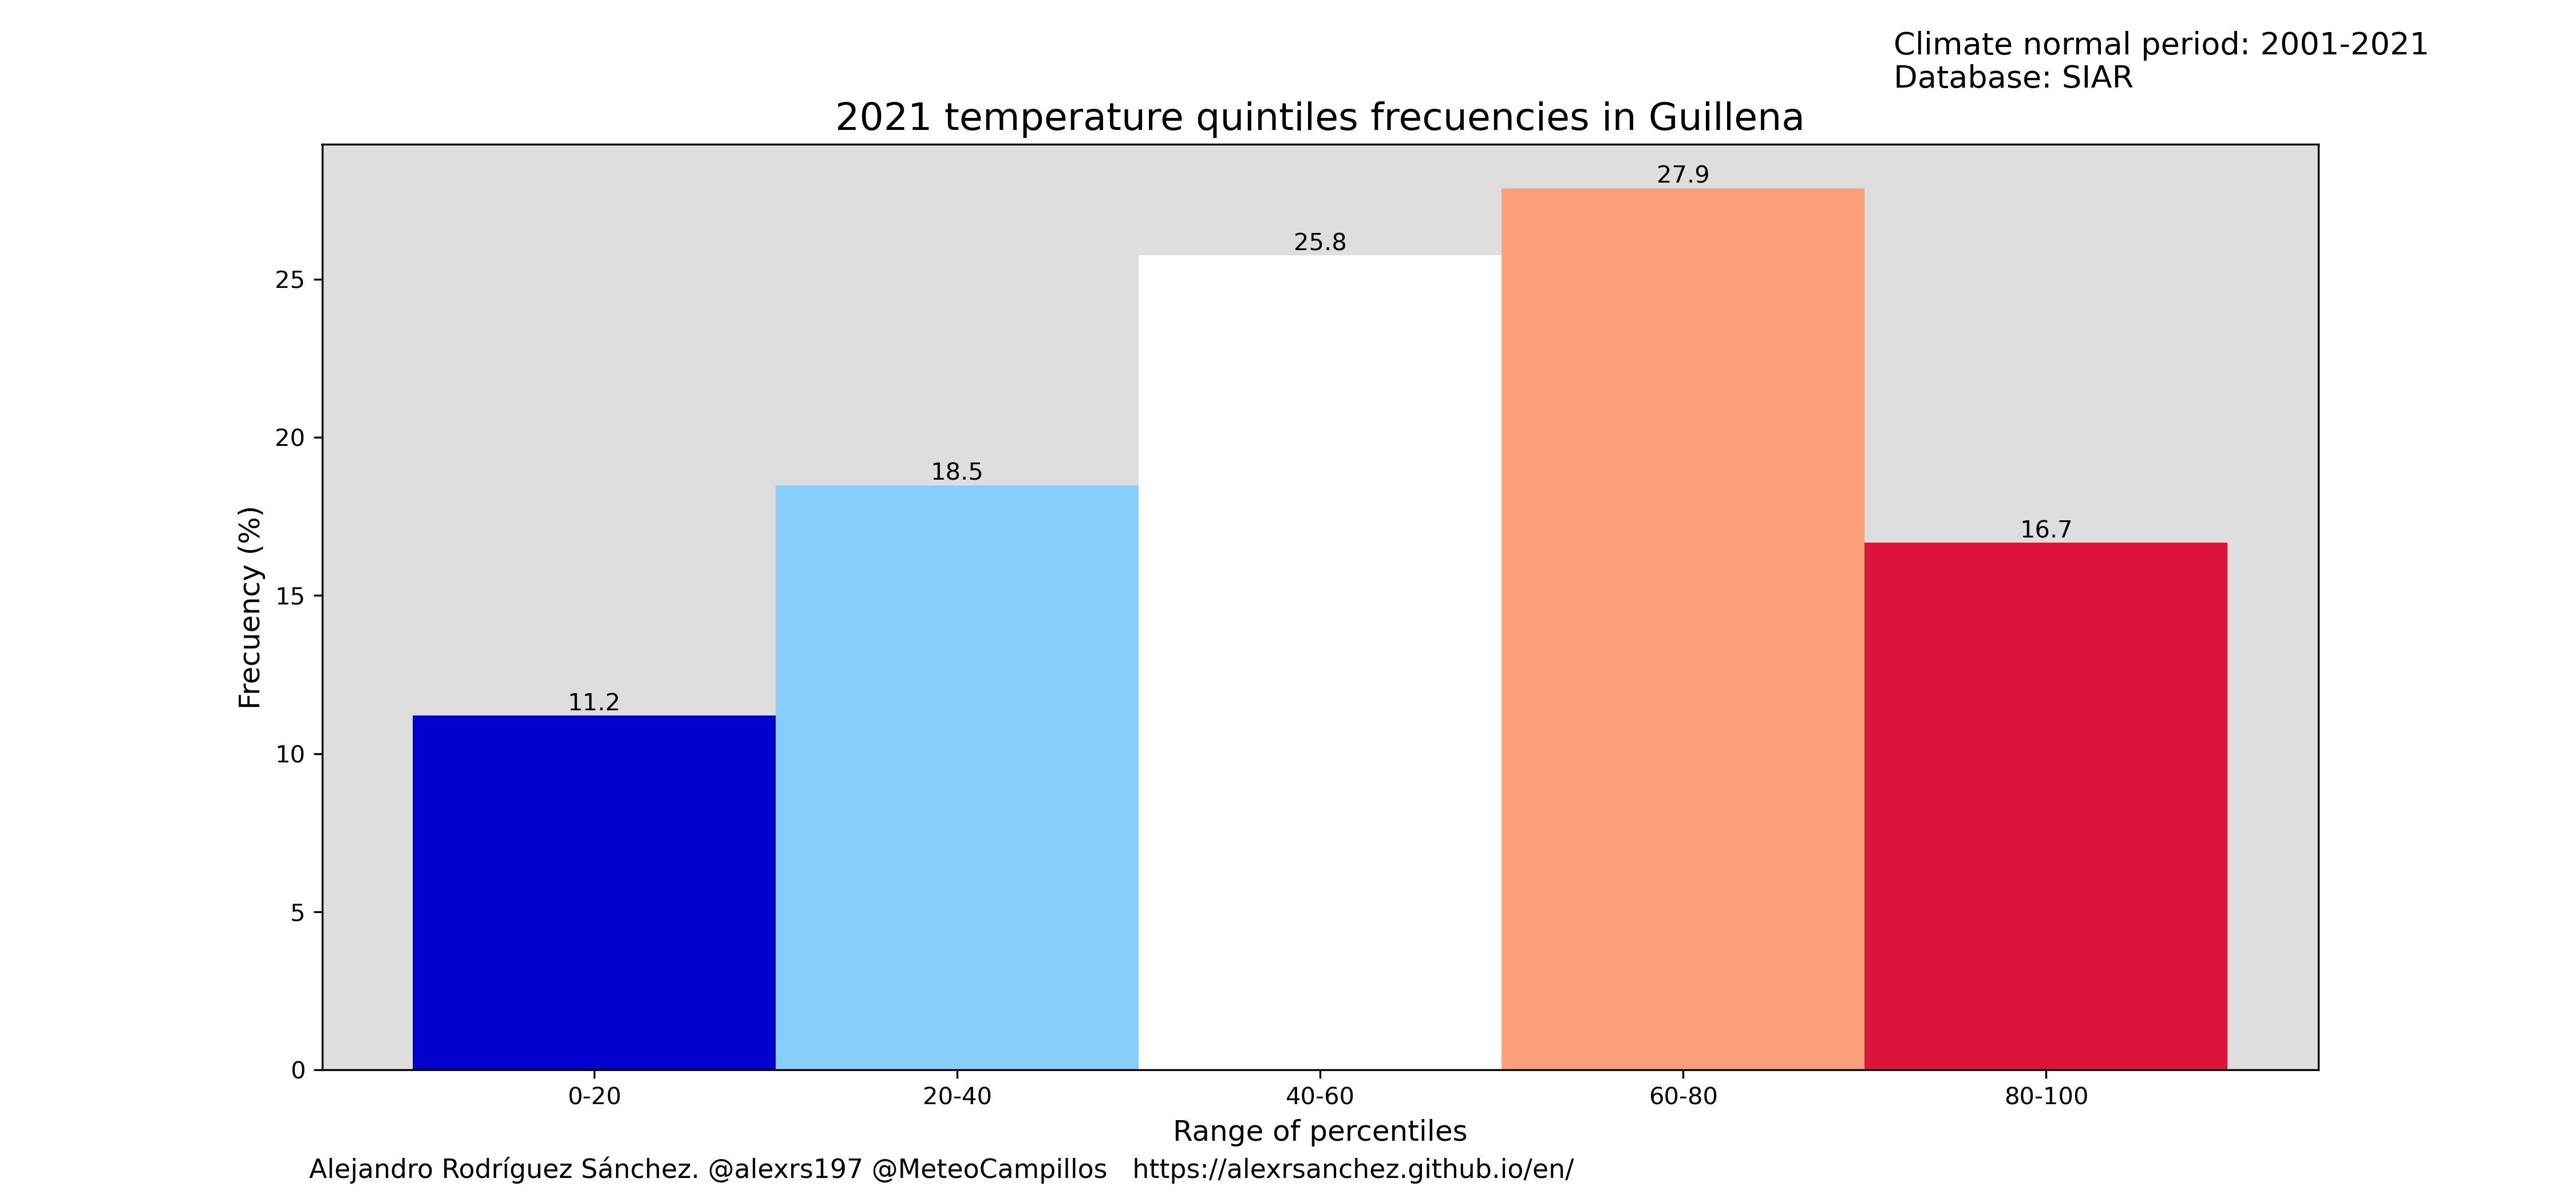 Climate normal period: 2001-2021
Database: SIAR
2021 temperature quintiles frecuencies in Guillena
27.9
25.8
25
20
18.5
16.7
15
11.2
10
5
0
Frecuency (%)
0-20 20-40 40-60 60-80 80-100
Range of percentiles
Alejandro Rodríguez Sánchez. @alexrs197 @MeteoCampillos https://alexrsanchez.github.io/en/